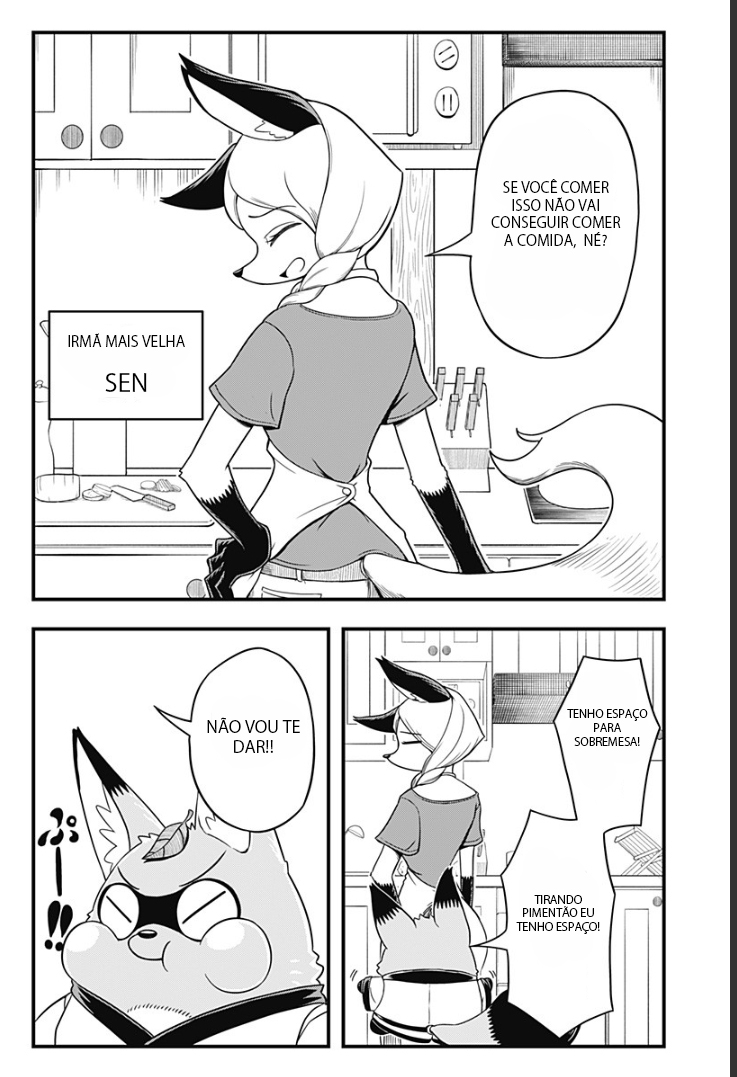 SE VOCÊ COMER
ISSO NÃO VAI
CONSEGUIR COMER
A COMIDA, NÉ?
IRMÃ MAIS VELHA
SEN
TENHO ESPAÇO
PARA
SOBREMESA!
TIRANDO
PIMENTÃO EU
TENHO ESPAÇO!
NÃO VOU TE
DAR!!
ぷーー!!